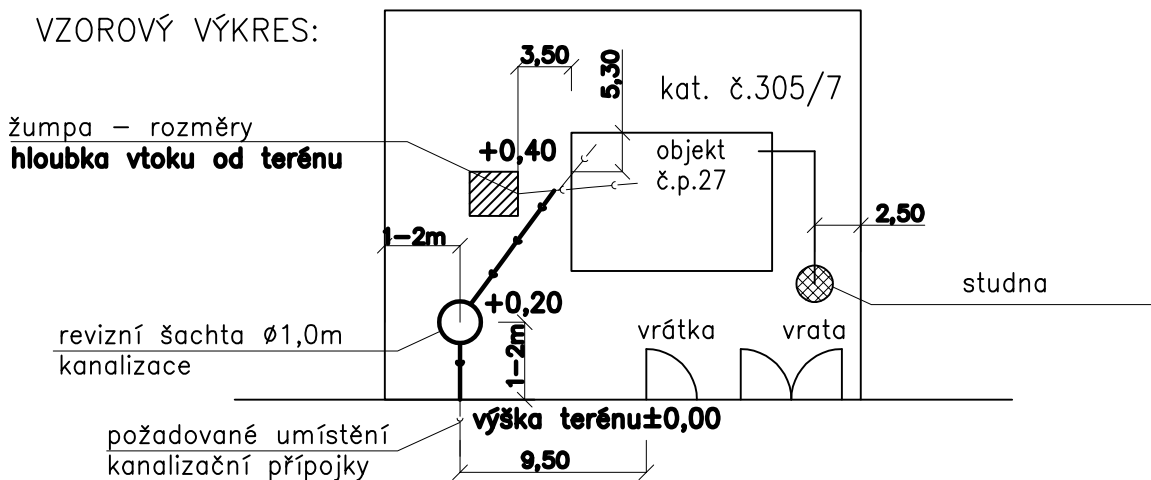 VZOROVÝ VÝKRES:
3,50
5,30
kat. č.305/7
žumpa – rozměry
hloubka vtoku od terénu
+0,40
objekt
č.p.27
1-2m
2,50
+0,20
studna
revizní šachta ø1,0m
kanalizace
1-2m
vrátka
vrata
výška terénu±0,00
požadované umístění
kanalizační přípojky
9,50